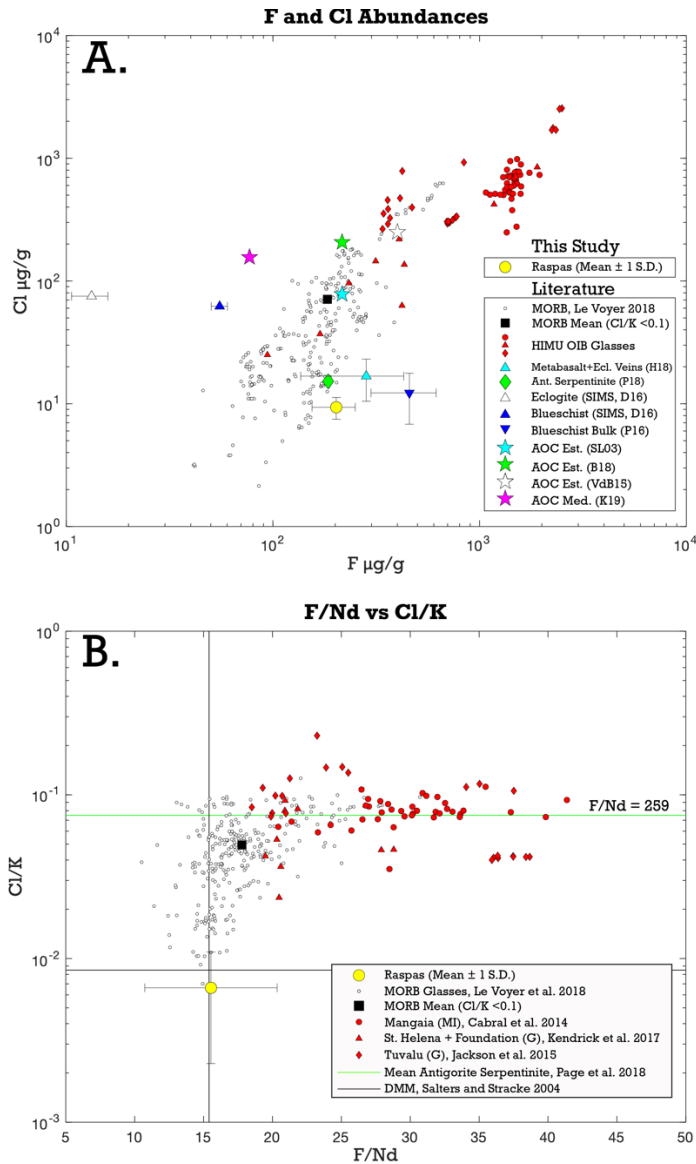 F and Cl Abundances
A.
Cl µg/g
10^4
10^3
10^2
10^1
10^0
10^1
10^2
10^3
10^4
F µg/g
This Study
Raspas (Mean ± 1 S.D.)
Literature
MORB, Le Voyer 2018
MORB Mean (Cl/K <0.1)
HIMU OIB Glasses
Metabasalt+Ecl. Veins (H18)
Ant. Serpentinite (P18)
Eclogite (SIMS, D16)
Blueschist (SIMS, D16)
Blueschist Bulk (P16)
AOC Est. (SL03)
AOC Est. (B18)
AOC Est. (VdB15)
AOC Med. (K19)
F/Nd vs Cl/K
B.
Cl/K
10^0
10^-1
10^-2
10^-3
F/Nd = 259
Raspas (Mean ± 1 S.D.)
MORB Glasses, Le Voyer et al. 2018
MORB Mean (Cl/K <0.1)
Mangaia (MI), Cabral et al. 2014
St. Helena + Foundation (G), Kendrick et al. 2017
Tuvalu (G), Jackson et al. 2015
Mean Antigorite Serpentinite, Page et al. 2018
DMM, Salters and Stracke 2004
5 10 15 20 25 30 35 40 45 50
F/Nd